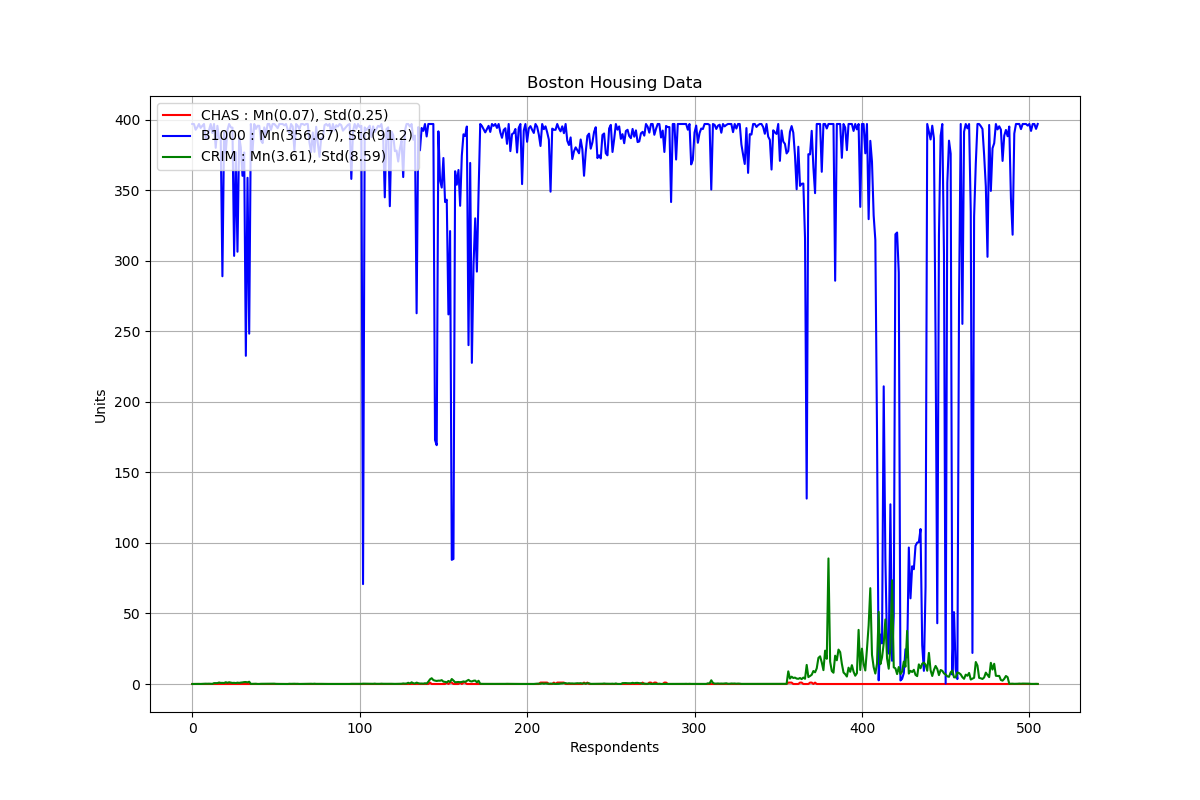 Boston Housing Data
CHAS : Mn(0.07), Std(0.25)
B1000 : Mn(356.67), Std(91.2)
CRIM : Mn(3.61), Std(8.59)
400
350
300
250
200
150
100
50
0
Units
0 100 200 300 400 500
Respondents